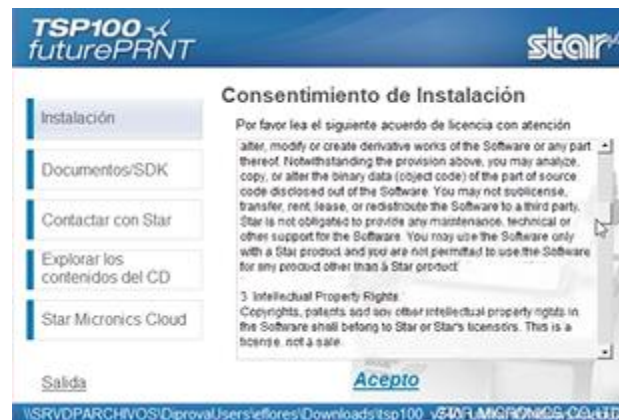 TSP100
futurePRNT
star
Consentimiento de Instalación
Instalación
Documentos/SDK
Contactar con Star
Explorar los
contenidos del CD
Star Micronics Cloud
Salida
Por favor lea el siguiente acuerdo de licencia con atención
alter, modify or create derivative works of the Software or any part
thereof. Notwithstanding the provision above, you may analyze,
copy, or alter the binary data (object code) of the part of source
code disclosed out of the Software. You may not sublicense,
transfer, rent, lease, or redistribute the Software to a third party.
Star is not obligated to provide any maintenance, technical or
other support for the Software. You may use the Software only
with a Star product and you are not permitted to use the Software
for any product other than a Star product.
3. Intellectual Property Rights
Copyrights, patents and any other intellectual property rights in
the Software shall belong to Star or Star's licensors. This is a
license, not a sale.
Acepto
\\SRVDPARCHIVOS\DiprovalUsers\eflores\Downloads\tsp100_
STAR MICRONICS CO., LTD